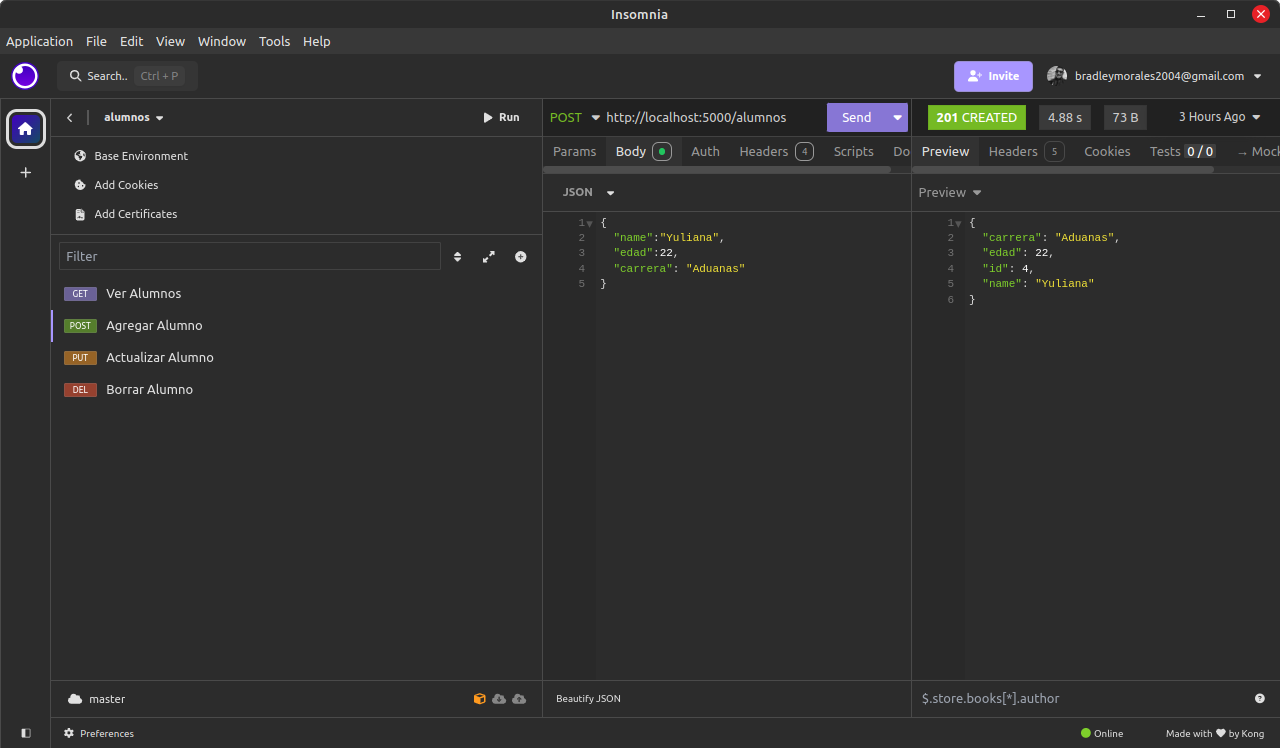 Insomnia
Application File Edit View Window Tools Help
Search.. Ctrl + P
Invite
bradleymorales2004@gmail.com
alumnos
Run
POST http://localhost:5000/alumnos Send
201 CREATED 4.88 s 73 B 3 Hours Ago
Base Environment
Add Cookies
Add Certificates
Params Body Auth Headers 4 Scripts Do
Preview Headers 5 Cookies Tests 0 / 0 → Mock
JSON
Preview
Filter
GET Ver Alumnos
POST Agregar Alumno
PUT Actualizar Alumno
DEL Borrar Alumno
1 {
2 "name":"Yuliana",
3 "edad":22,
4 "carrera": "Aduanas"
5 }
1 {
2 "carrera": "Aduanas",
3 "edad": 22,
4 "id": 4,
5 "name": "Yuliana"
6 }
master
Beautify JSON
$.store.books[*].author
Preferences
Online
Made with ♥ by Kong